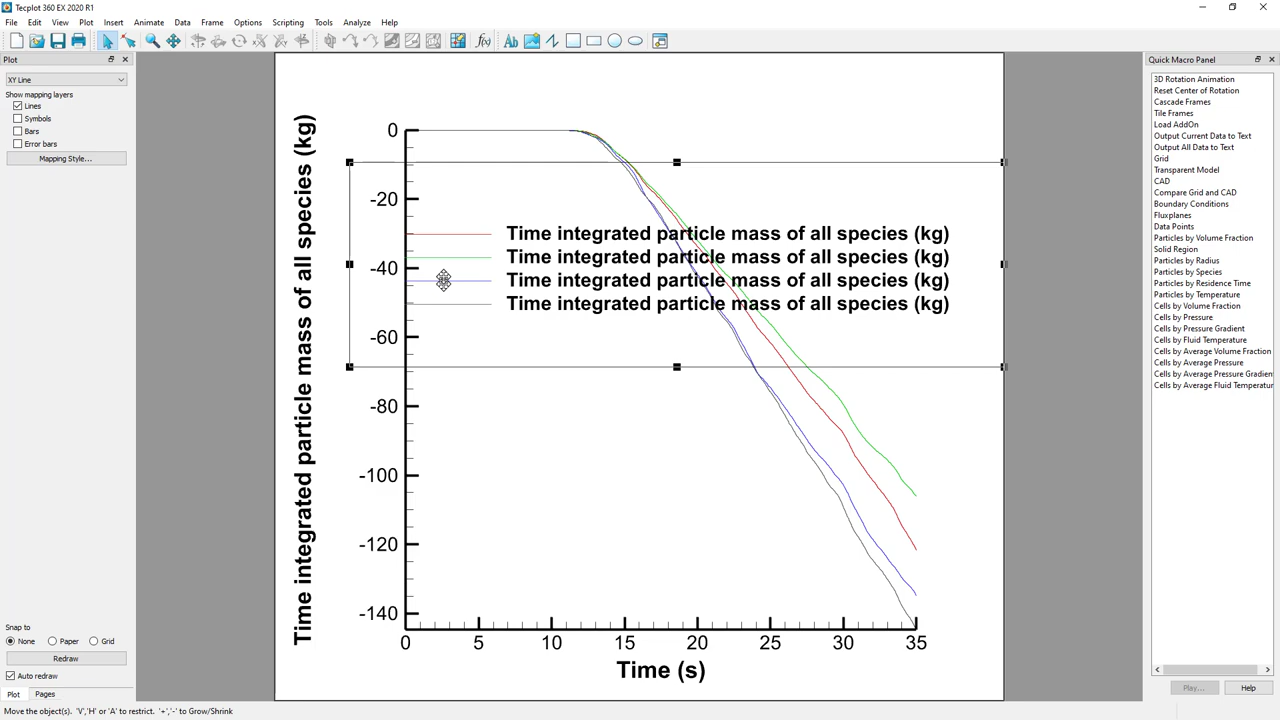 Tecplot 360 EX 2020 R1
File Edit View Plot Insert Animate Data Frame Options Scripting Tools Analyze Help
Plot
XY Line
Show mapping layers
Lines
Symbols
Bars
Error bars
Mapping Style...
Snap to
None Paper Grid
Redraw
Auto redraw
Plot Pages
Move the object(s). 'V','H' or 'A' to restrict. '+','-' to Grow/Shrink
Time integrated particle mass of all species (kg)
0
-20
-40
-60
-80
-100
-120
-140
Time integrated particle mass of all species (kg)
Time integrated particle mass of all species (kg)
Time integrated particle mass of all species (kg)
Time integrated particle mass of all species (kg)
0 5 10 15 20 25 30 35
Time (s)
Quick Macro Panel
3D Rotation Animation
Reset Center of Rotation
Cascade Frames
Tile Frames
Load AddOn
Output Current Data to Text
Output All Data to Text
Grid
Transparent Model
CAD
Compare Grid and CAD
Boundary Conditions
Fluxplanes
Data Points
Particles by Volume Fraction
Solid Region
Particles by Radius
Particles by Species
Particles by Residence Time
Particles by Temperature
Cells by Volume Fraction
Cells by Pressure
Cells by Pressure Gradient
Cells by Fluid Temperature
Cells by Average Volume Fraction
Cells by Average Pressure
Cells by Average Pressure Gradien
Cells by Average Fluid Temperatur
Play... Help